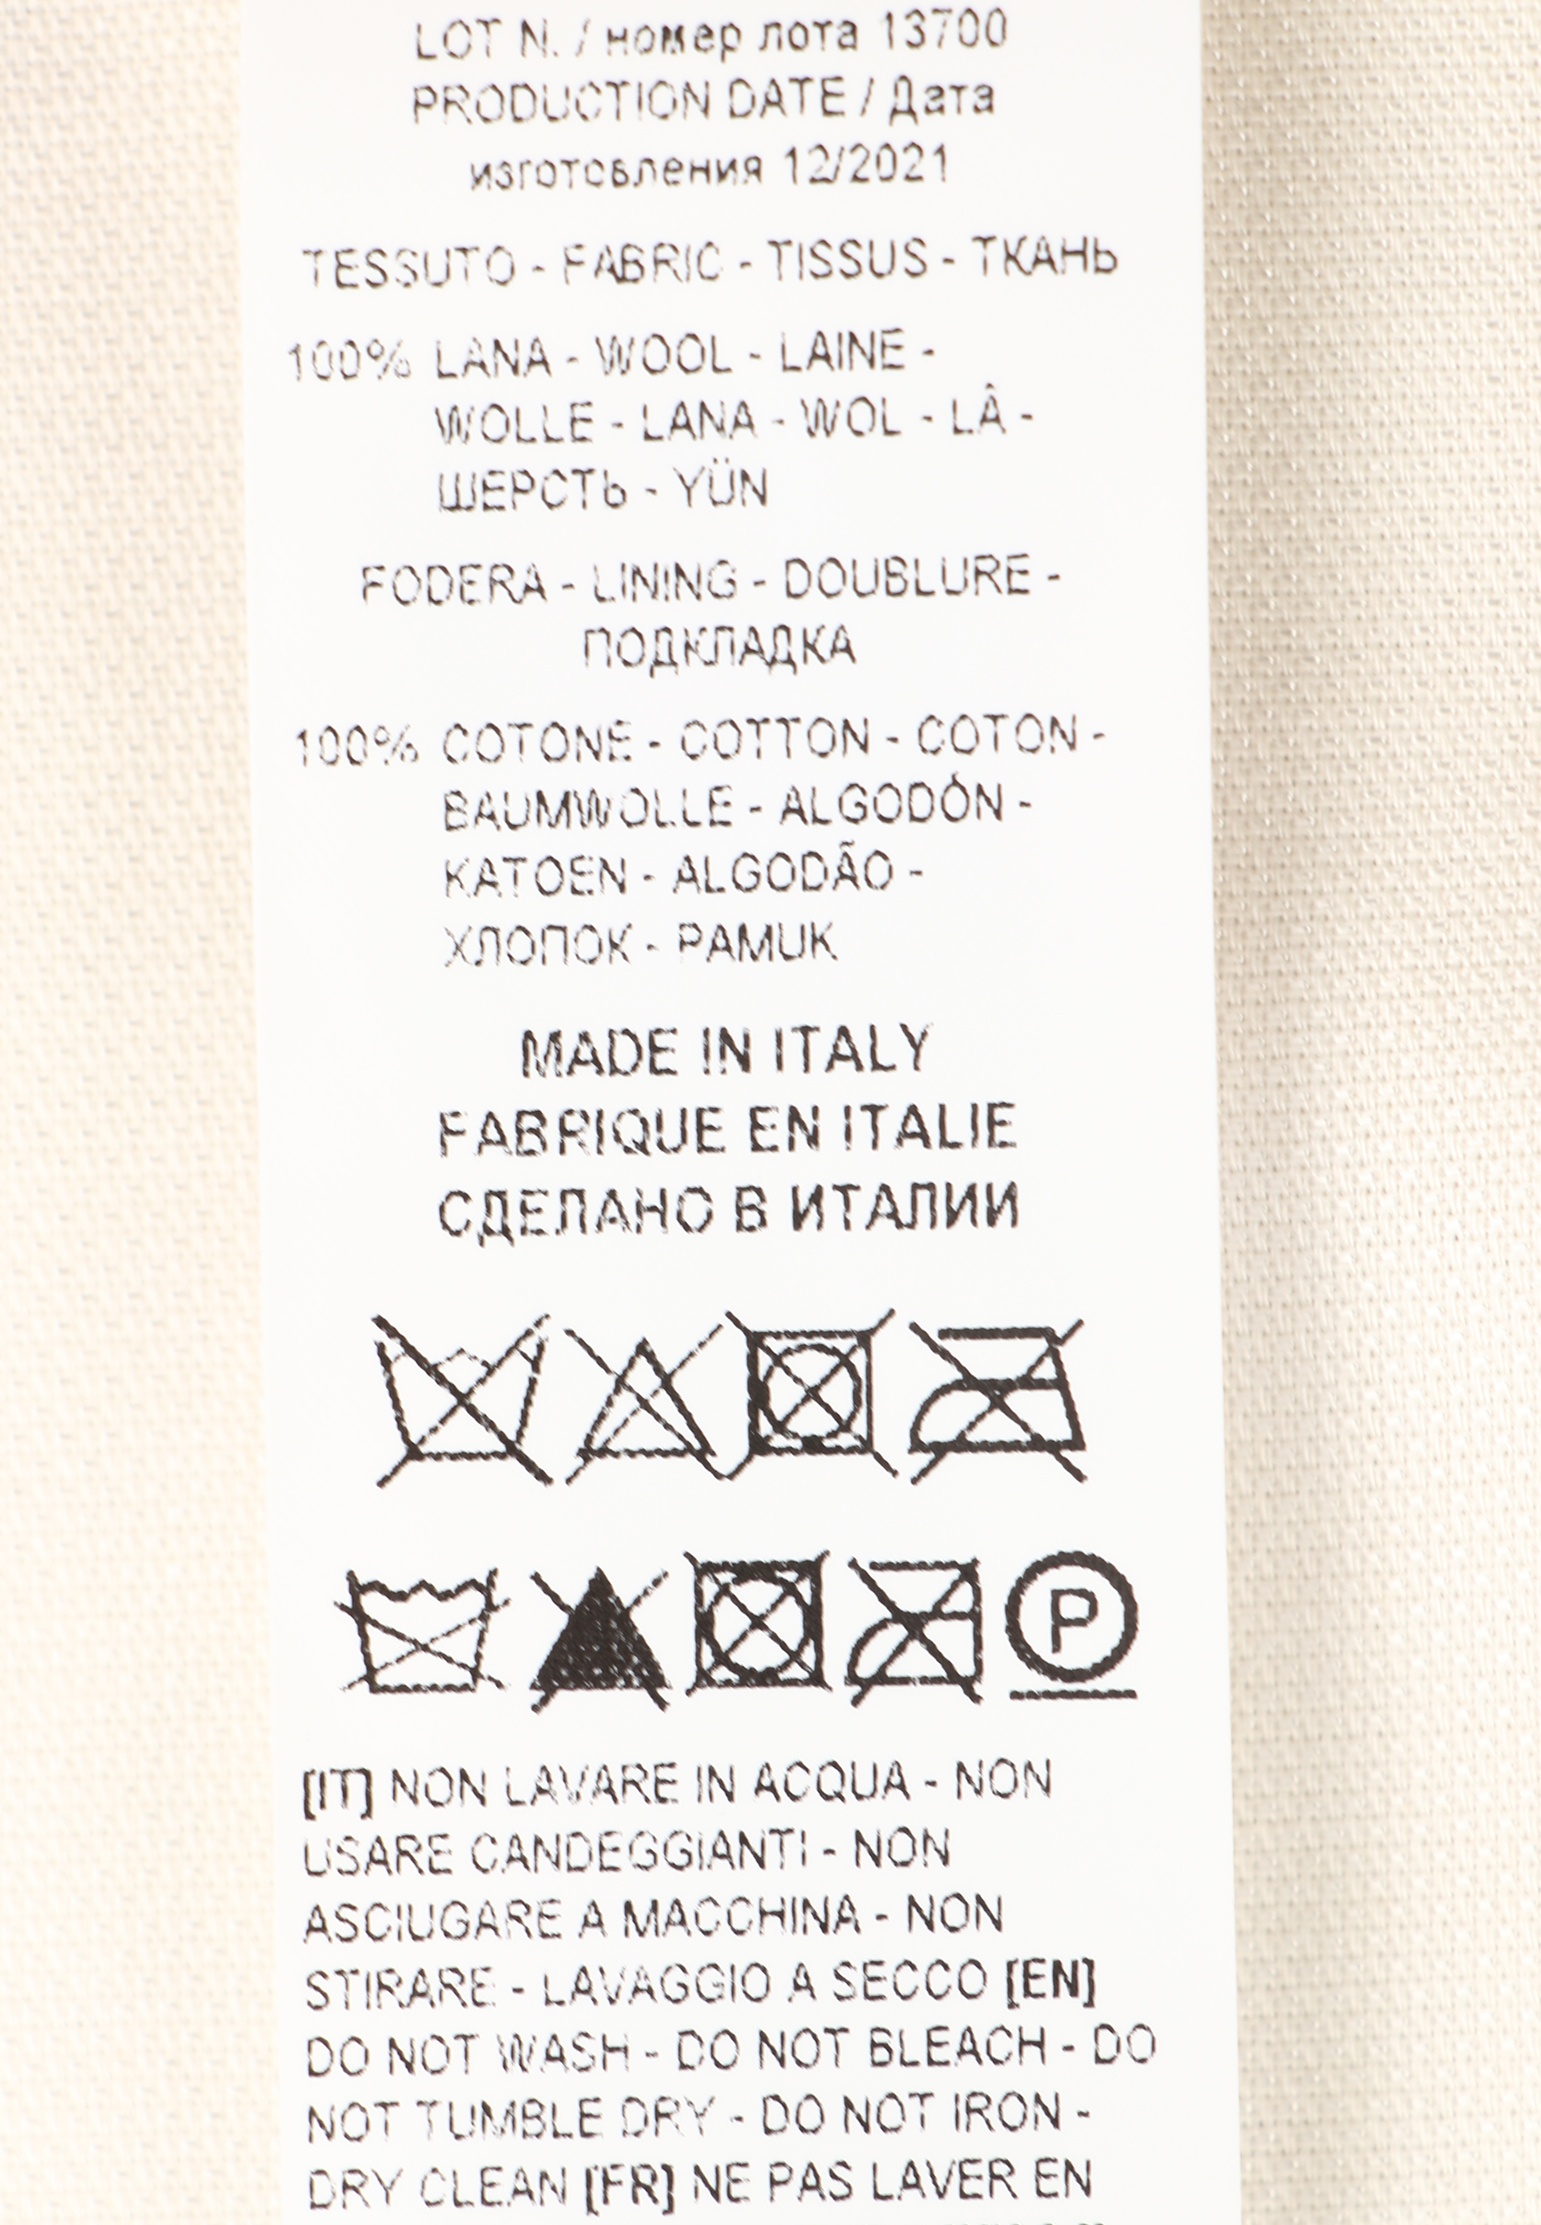 LOT N. / номер лота 13700
PRODUCTION DATE / Дата
изготовления 12/2021
TESSUTO - FABRIC - TISSUS - ТКАНЬ
100% LANA - WOOL - LAINE -
WOLLE - LANA - WOL - LÂ -
ШЕРСТЬ - YÜN
FODERA - LINING - DOUBLURE -
ПОДКЛАДКА
100% COTONE - COTTON - COTON -
BAUMWOLLE - ALGODÓN -
KATOEN - ALGODÃO -
ХЛОПОК - PAMUK
MADE IN ITALY
FABRIQUE EN ITALIE
СДЕЛАНО В ИТАЛИИ
P
[IT] NON LAVARE IN ACQUA - NON
USARE CANDEGGIANTI - NON
ASCIUGARE A MACCHINA - NON
STIRARE - LAVAGGIO A SECCO [EN]
DO NOT WASH - DO NOT BLEACH - DO
NOT TUMBLE DRY - DO NOT IRON -
DRY CLEAN [FR] NE PAS LAVER EN